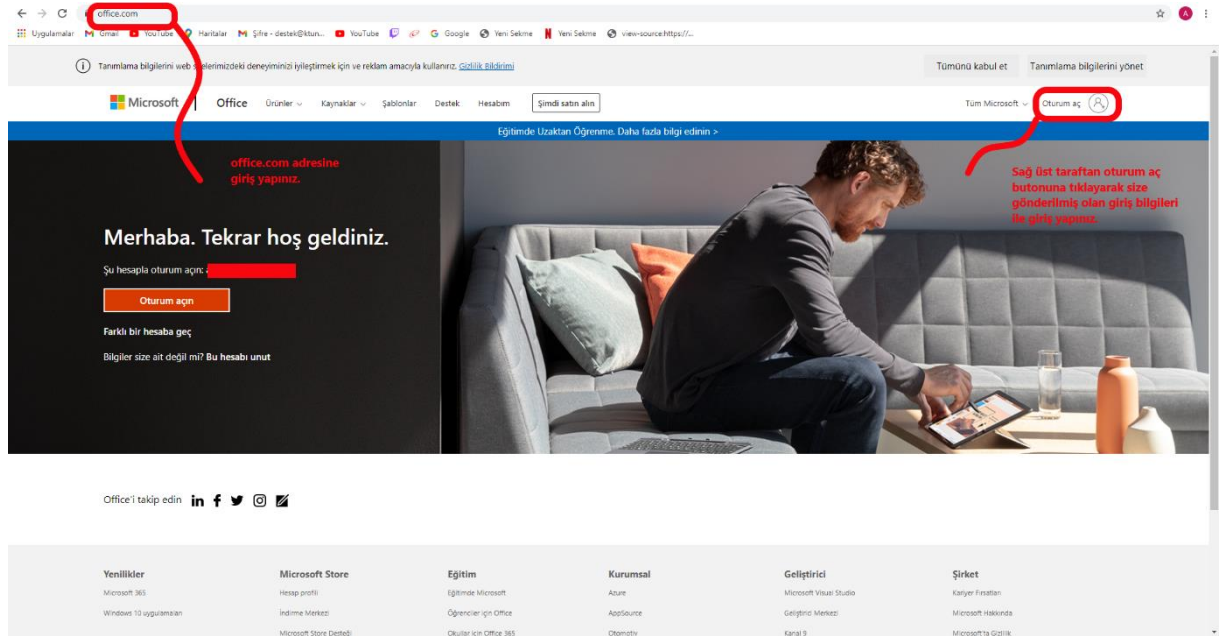 office.com
Uygulamalar Gmail YouTube Haritalar Şifre - destek@ktun... YouTube Google Yeni Sekme Yeni Sekme view-source:https://...
Tanımlama bilgilerini web sitelerimizdeki deneyiminizi iyileştirmek için ve reklam amacıyla kullanırız. Gizlilik Bildirimi
Tümünü kabul et Tanımlama bilgilerini yönet
Microsoft Office Ürünler Kaynaklar Şablonlar Destek Hesabım Şimdi satın alın Tüm Microsoft Oturum aç
Eğitimde Uzaktan Öğrenme. Daha fazla bilgi edinin >
office.com adresine
giriş yapınız.
Sağ üst taraftan oturum aç
butonuna tıklayarak size
gönderilmiş olan giriş bilgileri
ile giriş yapınız.
Merhaba. Tekrar hoş geldiniz.
Şu hesapla oturum açın:
Oturum açın
Farklı bir hesaba geç
Bilgiler size ait değil mi? Bu hesabı unut
Office'i takip edin
Yenilikler Microsoft Store Eğitim Kurumsal Geliştirici Şirket
Microsoft 365 Hesap profili Eğitimde Microsoft Azure Microsoft Visual Studio Kariyer Fırsatları
Windows 10 uygulamaları İndirme Merkezi Öğrenciler için Office AppSource Geliştirici Merkezi Microsoft Hakkında
Microsoft Store Desteği Okullar için Office 365 Otomotiv Kanal 9 Microsoft'ta Gizlilik